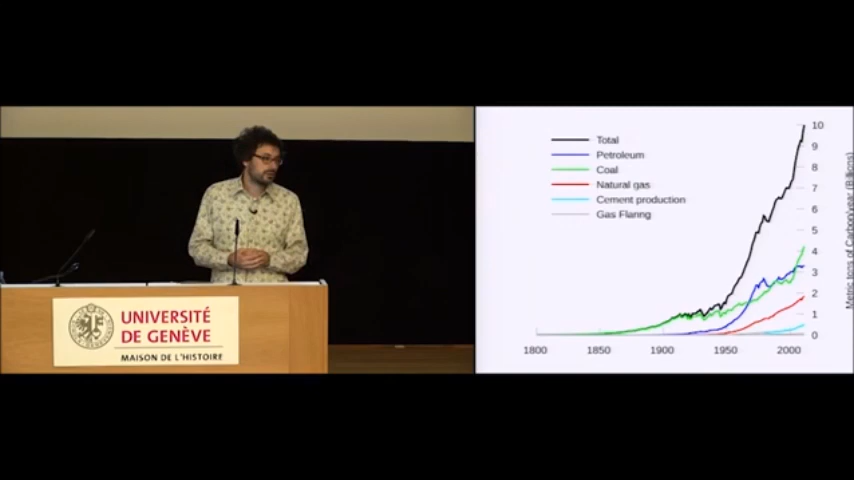 UNIVERSITÉ
DE GENÈVE
MAISON DE L'HISTOIRE
Total
Petroleum
Coal
Natural gas
Cement production
Gas Flaring
10
9
8
7
6
5
4
3
2
1
0
1800
1850
1900
1950
2000
Metric tons of Carbon/year (Billions)